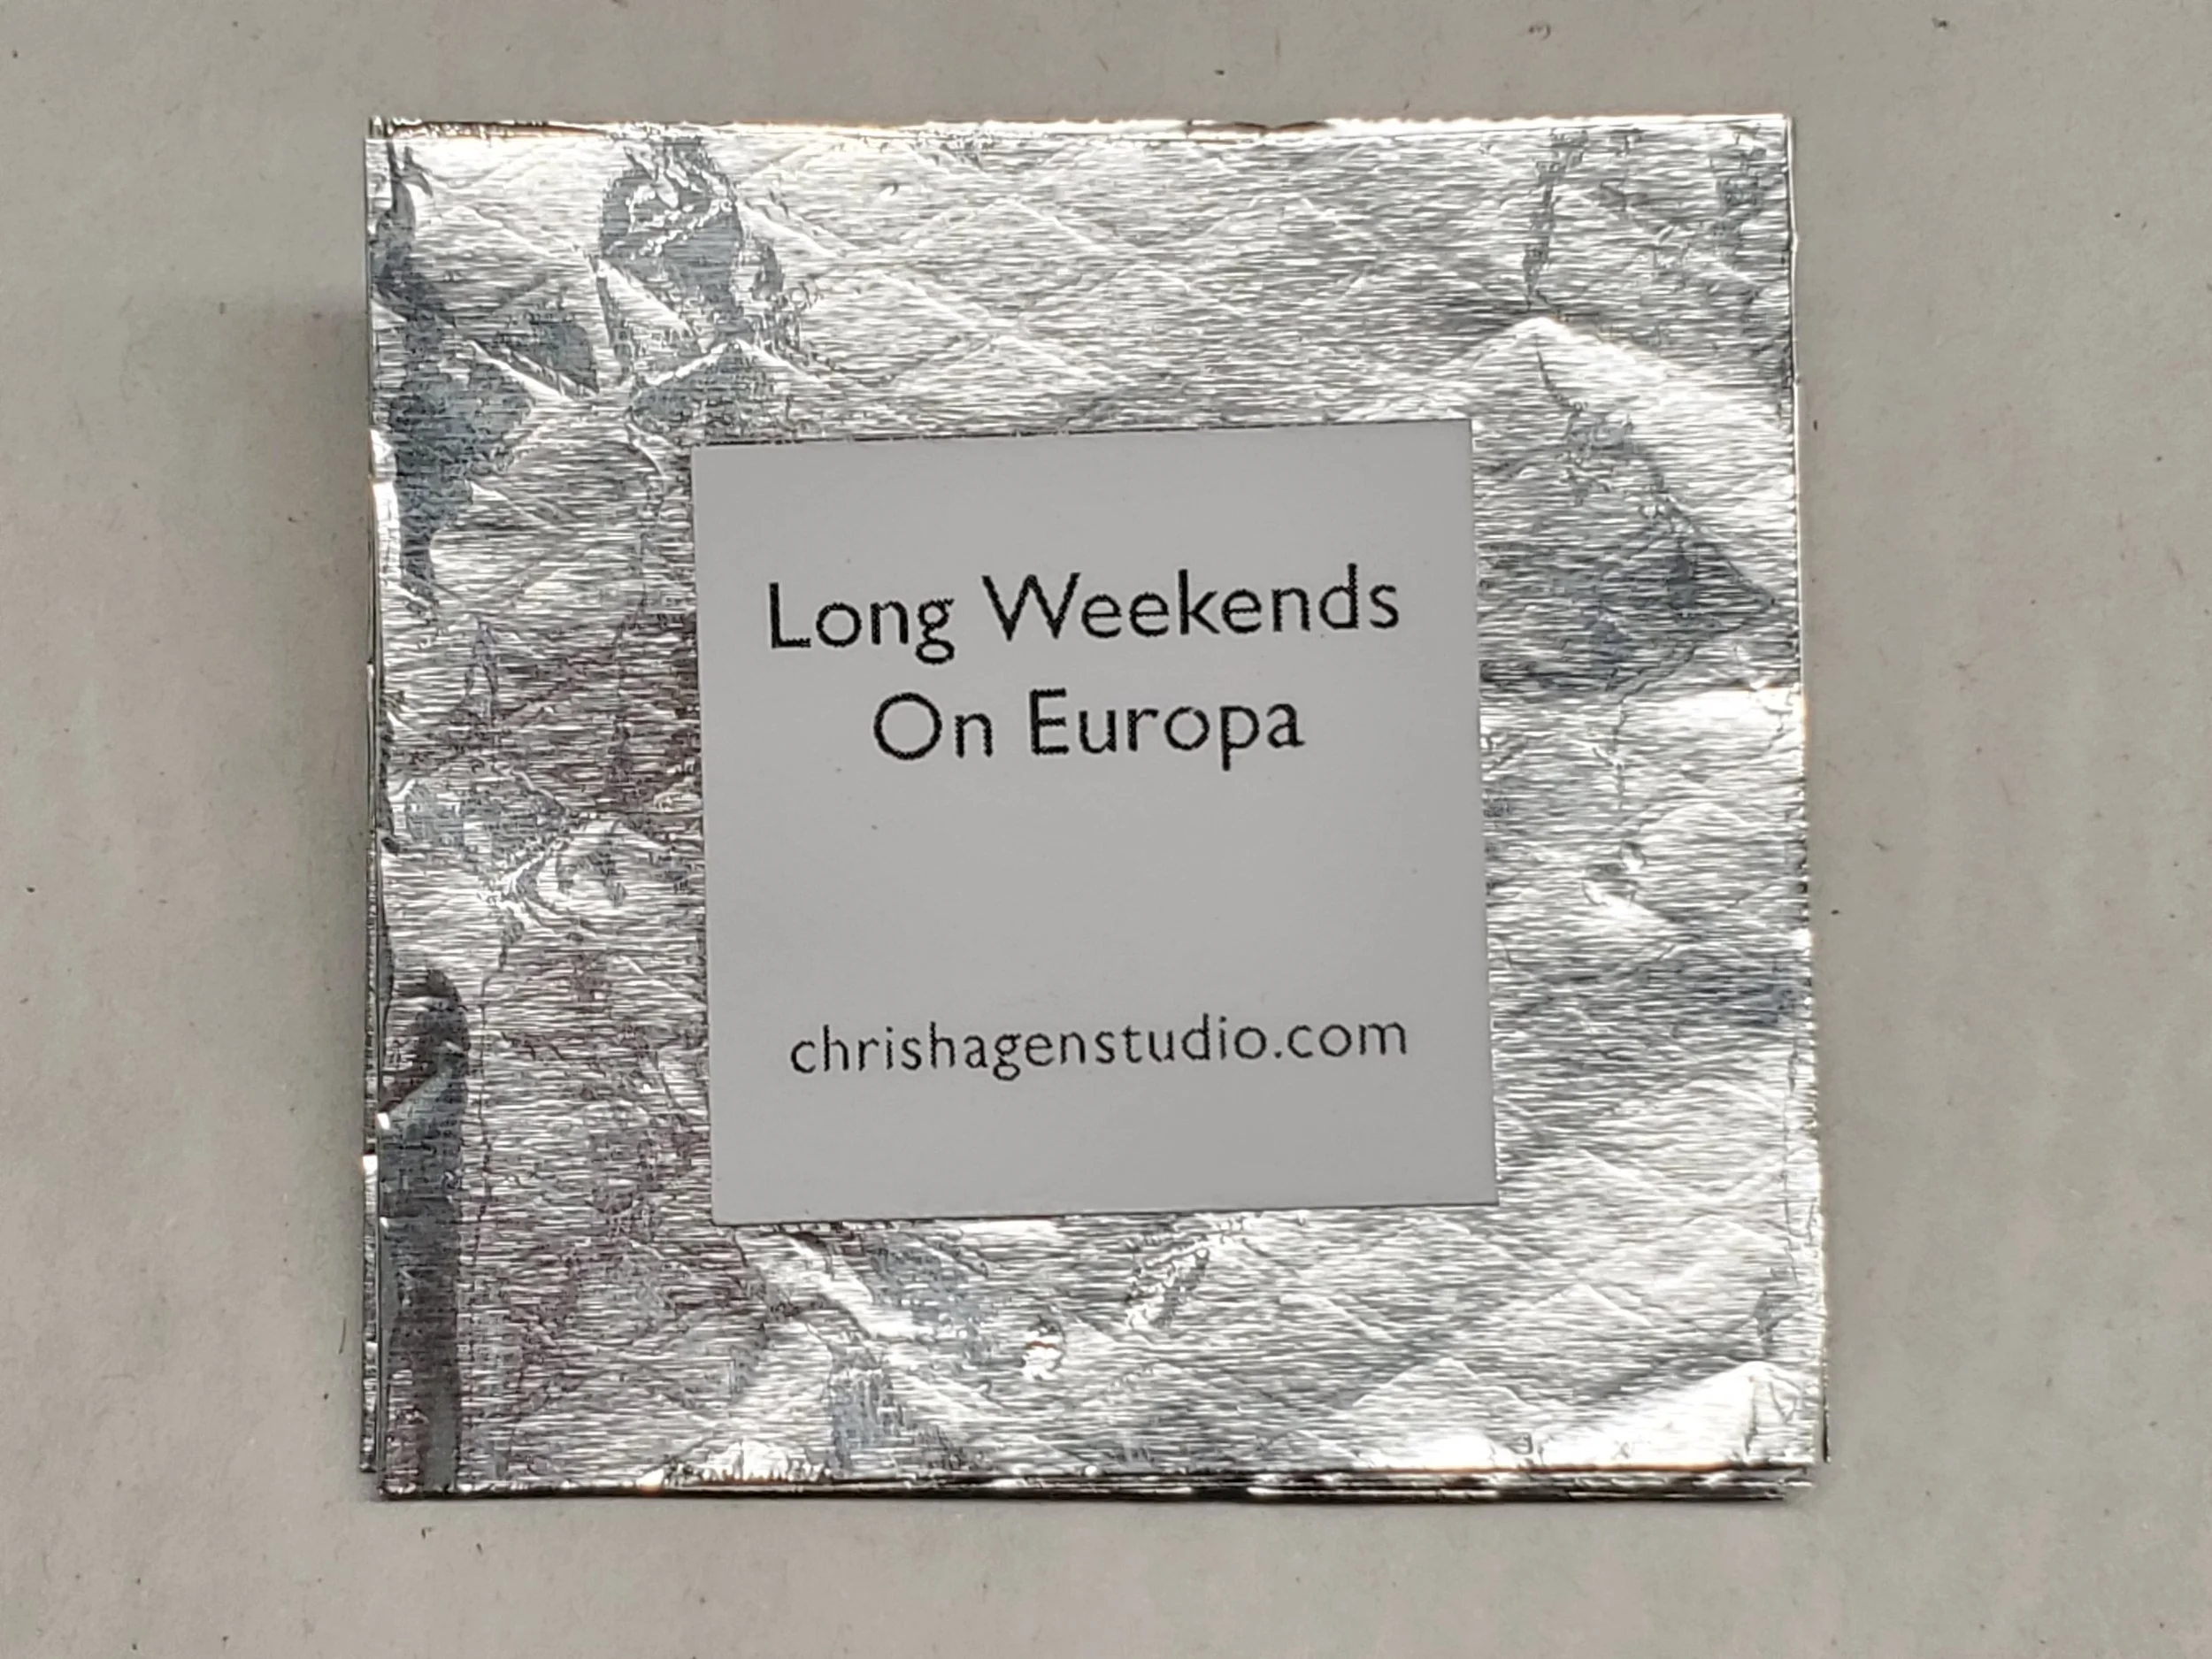 Long Weekends
On Europa
chrishagenstudio.com